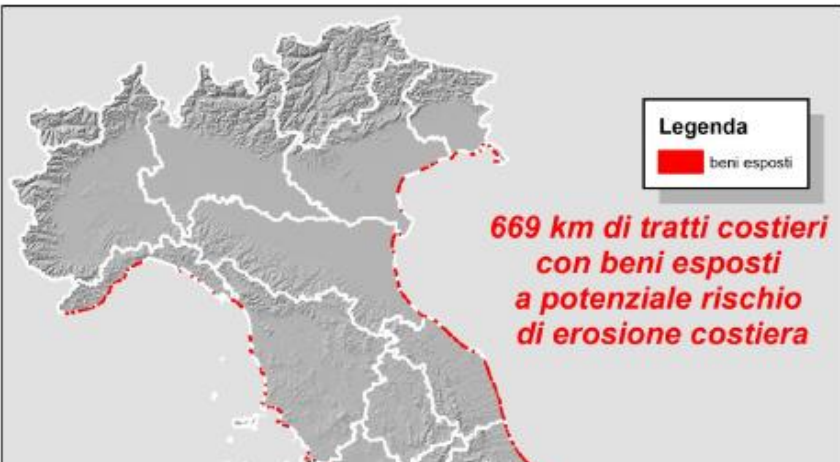 Legenda
beni esposti
669 km di tratti costieri
con beni esposti
a potenziale rischio
di erosione costiera